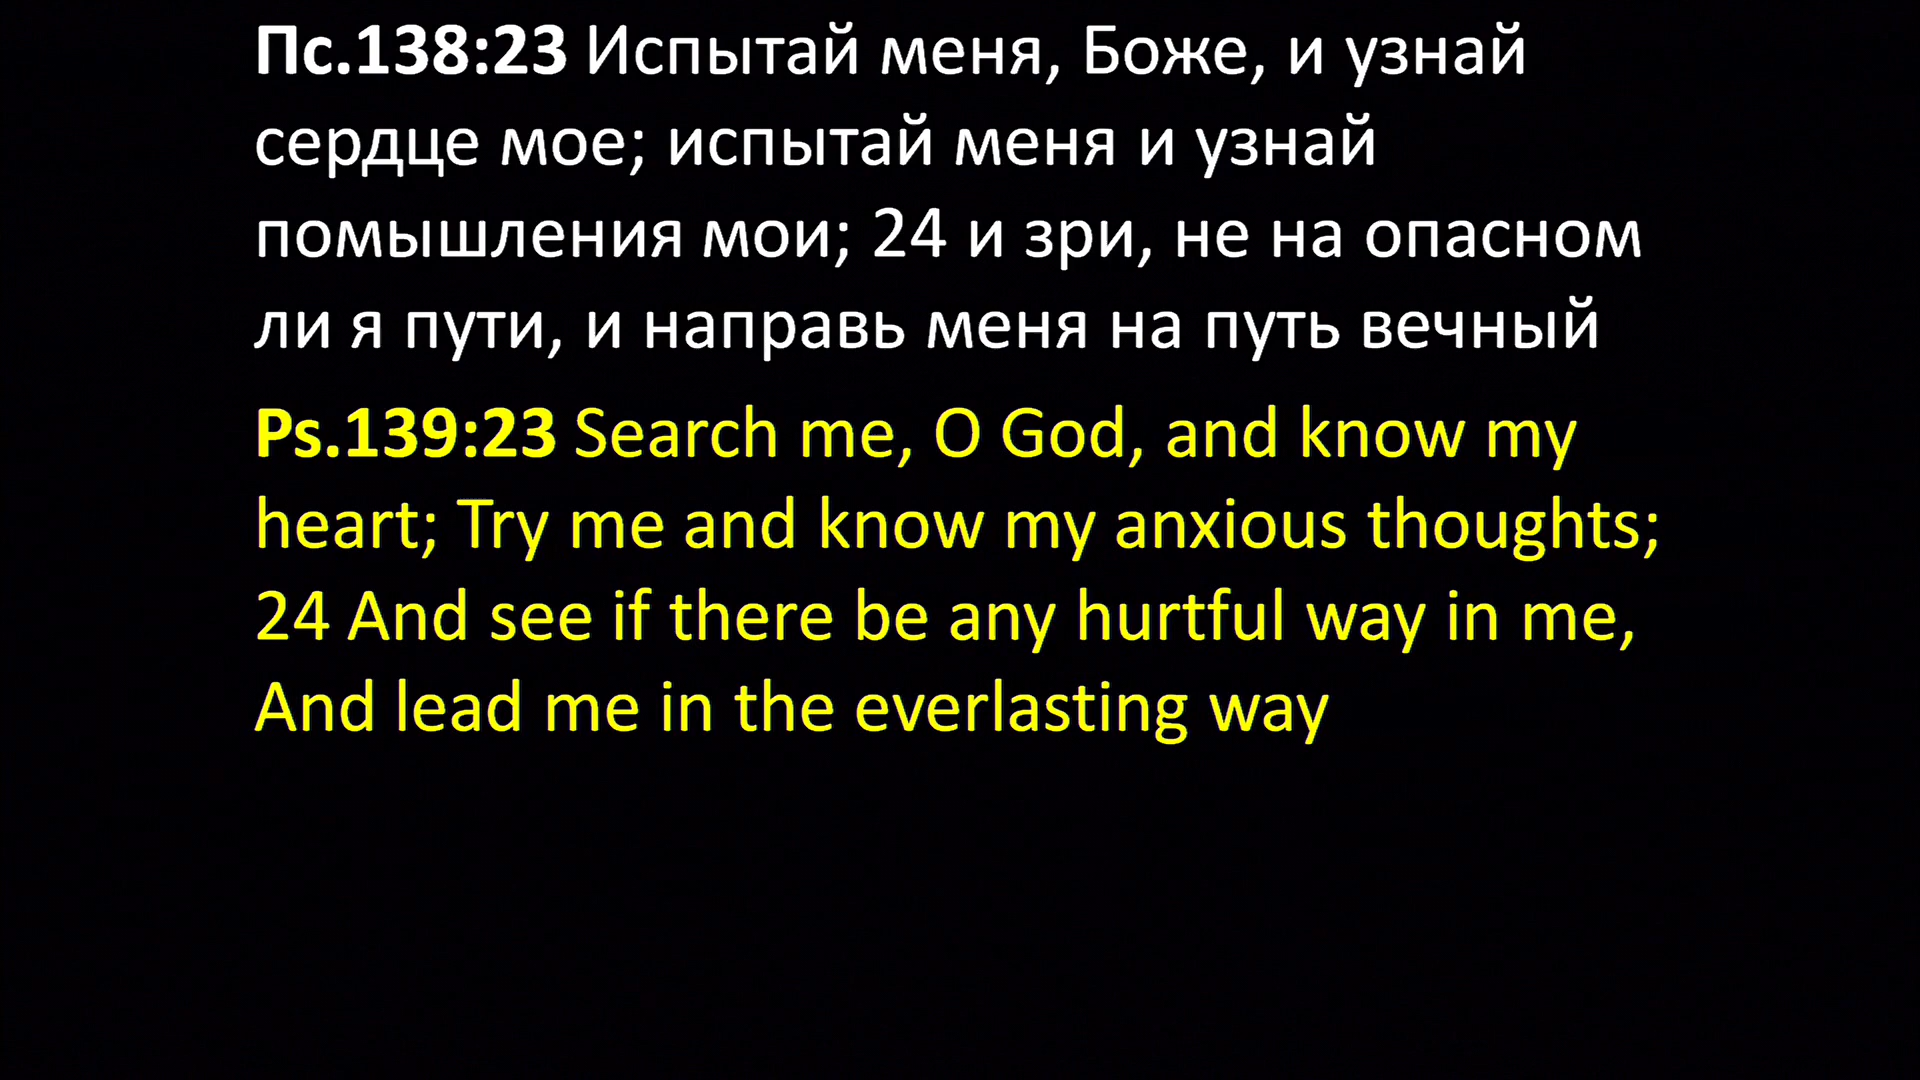 Пс.138:23 Испытай меня, Боже, и узнай
сердце мое; испытай меня и узнай
помышления мои; 24 и зри, не на опасном
ли я пути, и направь меня на путь вечный
Ps.139:23 Search me, O God, and know my
heart; Try me and know my anxious thoughts;
24 And see if there be any hurtful way in me,
And lead me in the everlasting way